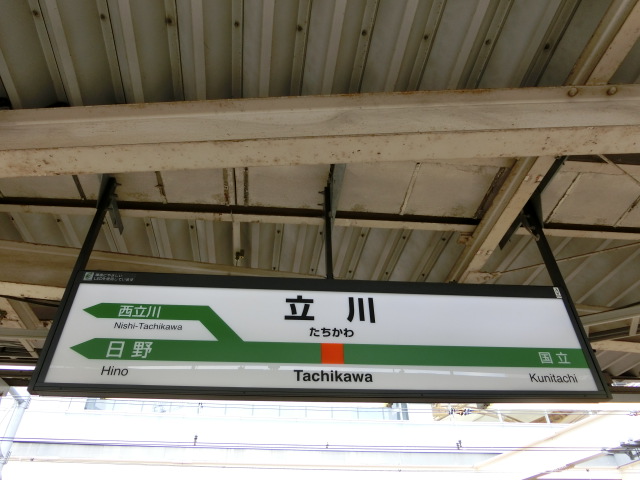 立川
たちかわ
Tachikawa
西立川
Nishi-Tachikawa
日野
Hino
国立
Kunitachi